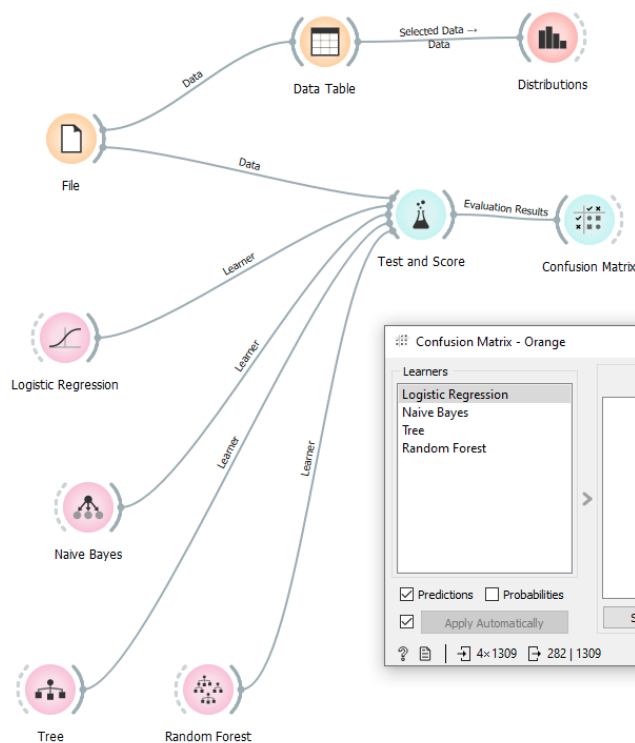 Selected Data →
Data
Data
Data Table
Distributions
File
Data
Evaluation Results
Test and Score
Confusion Matrix
Learner
Logistic Regression
Learner
Learner
Learner
Naive Bayes
Tree
Random Forest
Confusion Matrix - Orange
Learners
Logistic Regression
Naive Bayes
Tree
Random Forest
>
Predictions
Probabilities
Apply Automatically
S
? 4×1309 282 | 1309